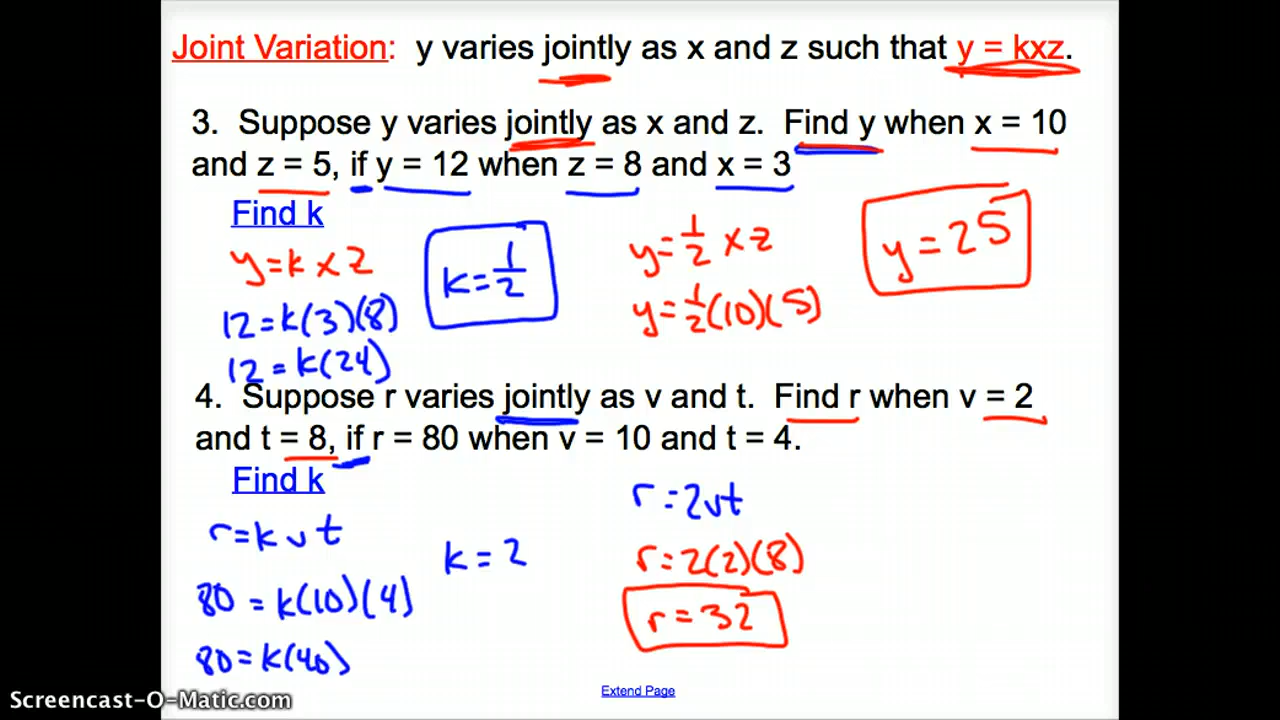 Joint Variation: y varies jointly as x and z such that y = kxz.
3. Suppose y varies jointly as x and z. Find y when x = 10
and z = 5, if y = 12 when z = 8 and x = 3
Find k
y = k x z
12 = k(3)(8)
12 = k(24)
k = 1/2
y = 1/2 x z
y = 1/2 (10)(5)
y = 25
4. Suppose r varies jointly as v and t. Find r when v = 2
and t = 8, if r = 80 when v = 10 and t = 4.
Find k
r = k v t
80 = k(10)(4)
80 = k(40)
k = 2
r = 2vt
r = 2(2)(8)
r = 32
Extend Page
Screencast-O-Matic.com